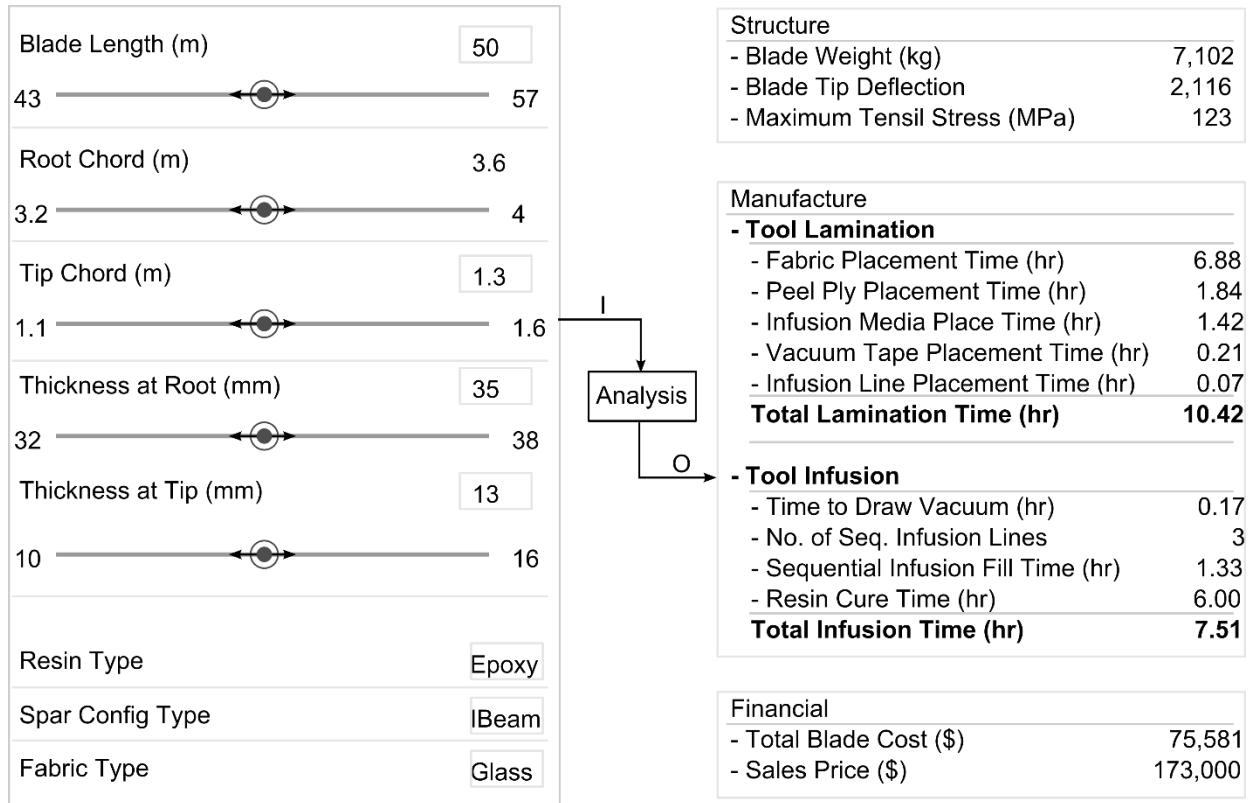 Blade Length (m) 50
43 57
Root Chord (m) 3.6
3.2 4
Tip Chord (m) 1.3
1.1 1.6
Thickness at Root (mm) 35
32 38
Thickness at Tip (mm) 13
10 16
Resin Type Epoxy
Spar Config Type IBeam
Fabric Type Glass
I
Analysis
O
Structure
- Blade Weight (kg) 7,102
- Blade Tip Deflection 2,116
- Maximum Tensil Stress (MPa) 123
Manufacture
- Tool Lamination
- Fabric Placement Time (hr) 6.88
- Peel Ply Placement Time (hr) 1.84
- Infusion Media Place Time (hr) 1.42
- Vacuum Tape Placement Time (hr) 0.21
- Infusion Line Placement Time (hr) 0.07
Total Lamination Time (hr) 10.42
- Tool Infusion
- Time to Draw Vacuum (hr) 0.17
- No. of Seq. Infusion Lines 3
- Sequential Infusion Fill Time (hr) 1.33
- Resin Cure Time (hr) 6.00
Total Infusion Time (hr) 7.51
Financial
- Total Blade Cost ($) 75,581
- Sales Price ($) 173,000